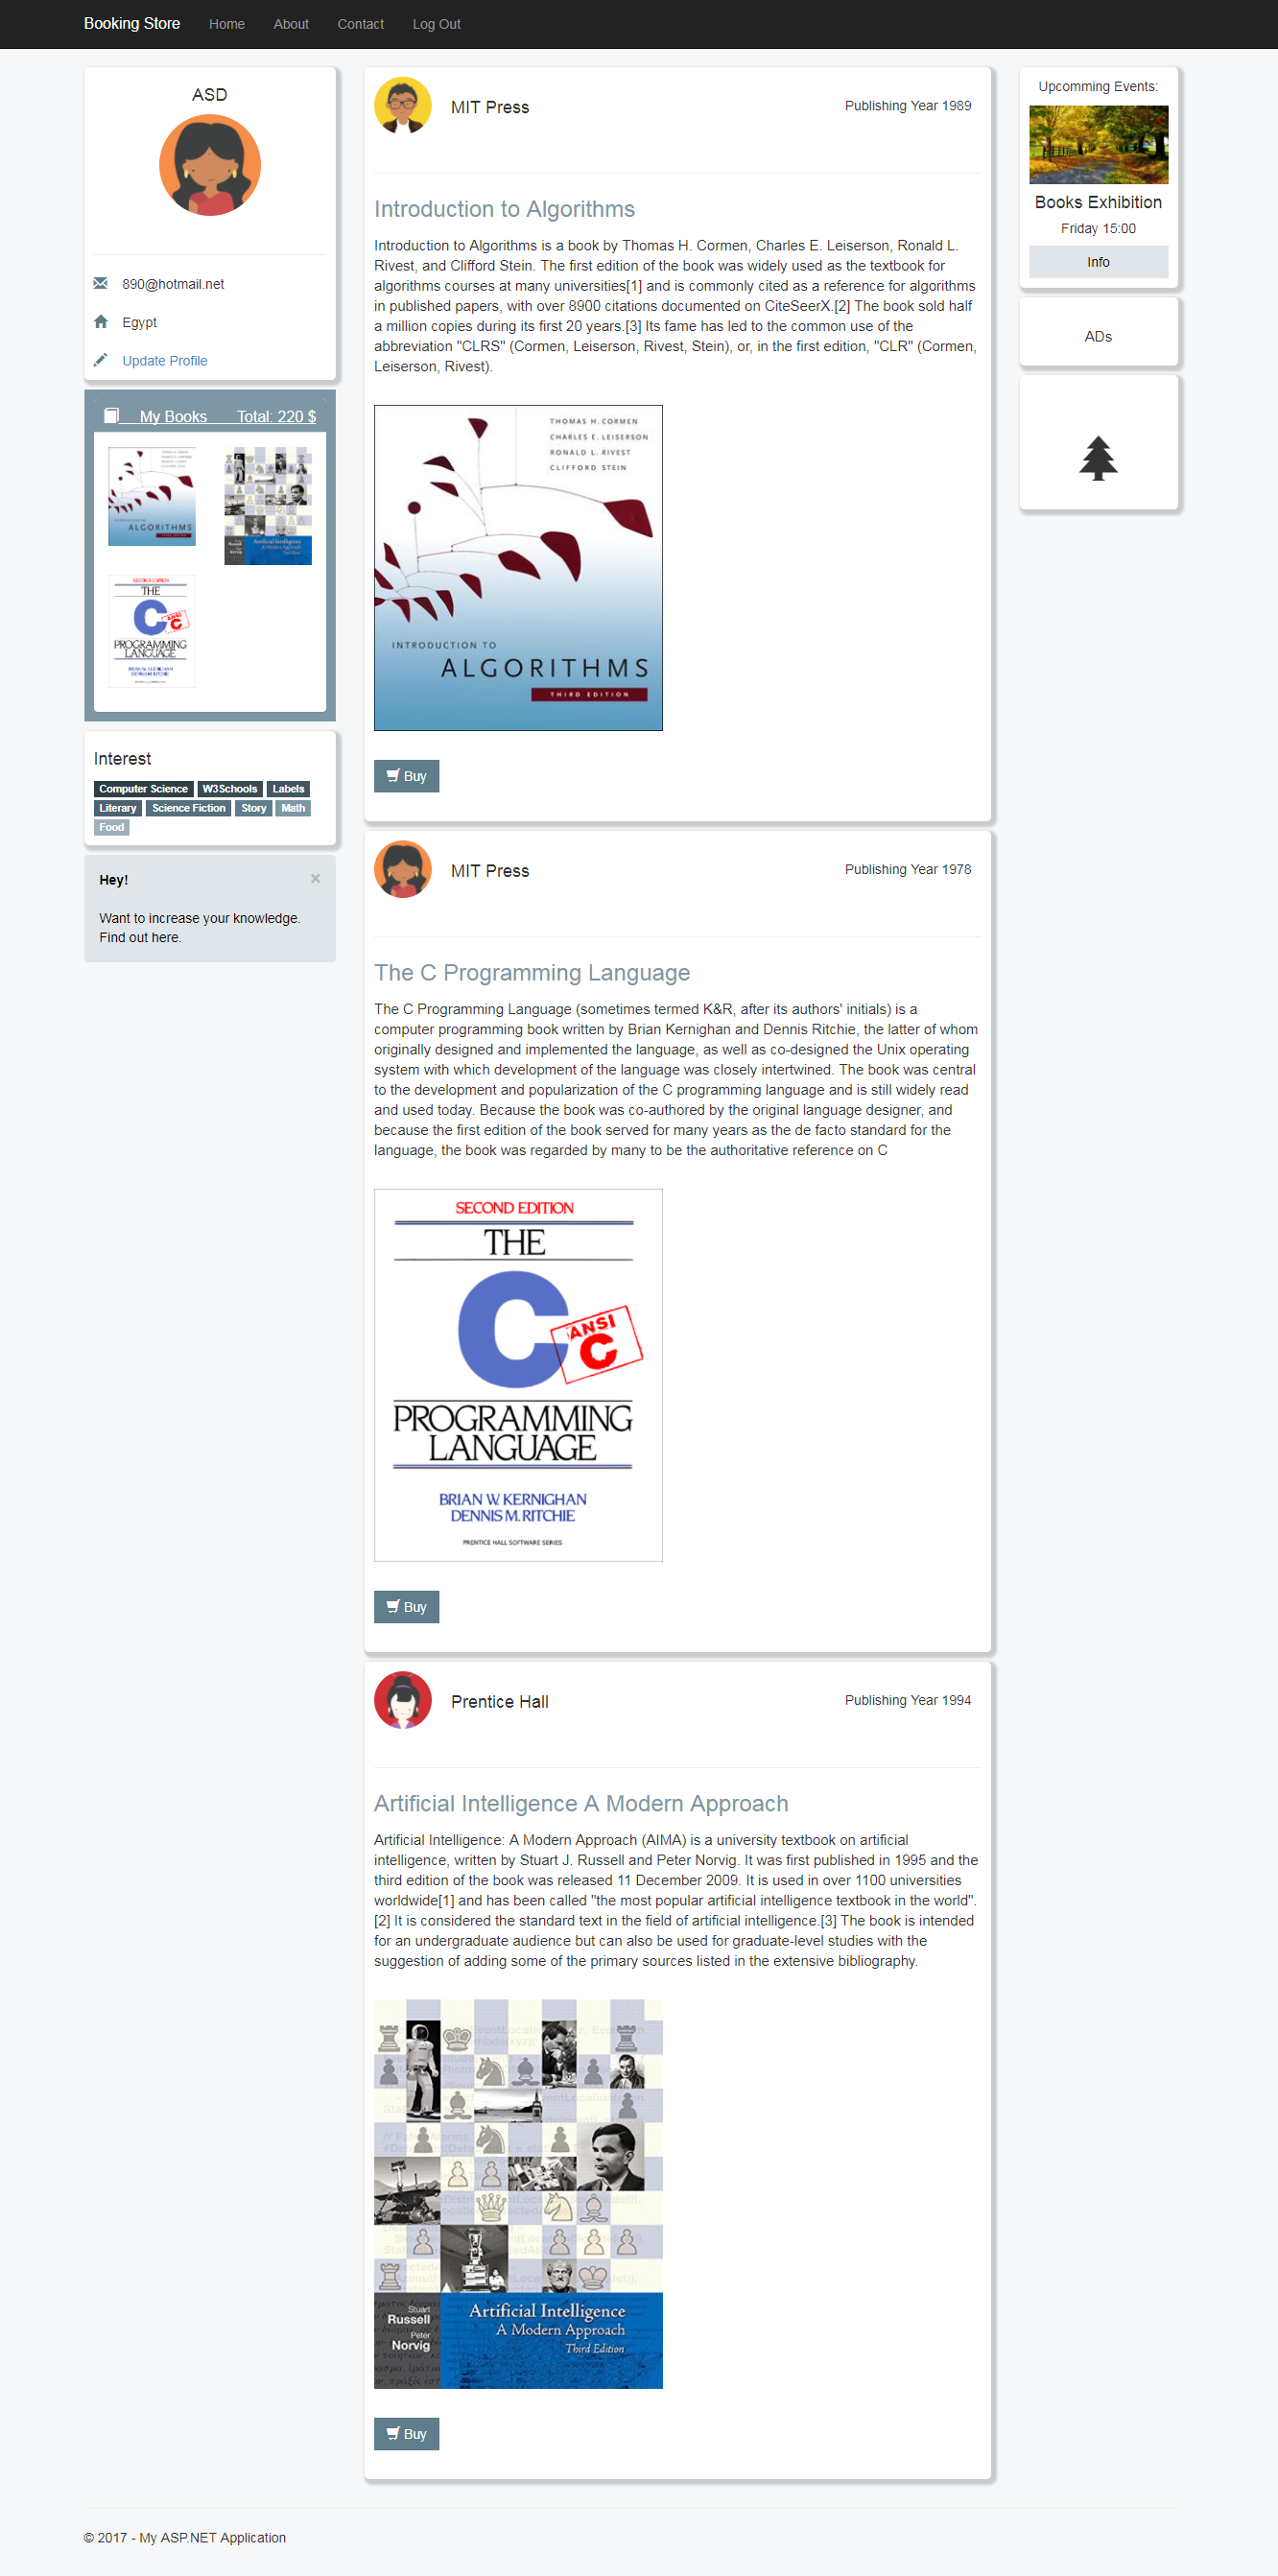 Booking Store Home About Contact Log Out
ASD
890@hotmail.net
Egypt
Update Profile
My Books Total: 220 $
INTRODUCTION TO
ALGORITHMS
Russell
Norvig
Artificial Intelligence
A Modern Approach
SECOND EDITION
THE
C
ANSI
C
PROGRAMMING
LANGUAGE
BRIAN W. KERNIGHAN
DENNIS M. RITCHIE
Interest
Computer Science W3Schools Labels
Literary Science Fiction Story Math
Food
Hey! ×
Want to increase your knowledge.
Find out here.
MIT Press Publishing Year 1989
Introduction to Algorithms
Introduction to Algorithms is a book by Thomas H. Cormen, Charles E. Leiserson, Ronald L.
Rivest, and Clifford Stein. The first edition of the book was widely used as the textbook for
algorithms courses at many universities[1] and is commonly cited as a reference for algorithms
in published papers, with over 8900 citations documented on CiteSeerX.[2] The book sold half
a million copies during its first 20 years.[3] Its fame has led to the common use of the
abbreviation "CLRS" (Cormen, Leiserson, Rivest, Stein), or, in the first edition, "CLR" (Cormen,
Leiserson, Rivest).
THOMAS H. CORMEN
CHARLES E. LEISERSON
RONALD L. RIVEST
CLIFFORD STEIN
INTRODUCTION TO
ALGORITHMS
THIRD EDITION
Buy
MIT Press Publishing Year 1978
The C Programming Language
The C Programming Language (sometimes termed K&R, after its authors' initials) is a
computer programming book written by Brian Kernighan and Dennis Ritchie, the latter of whom
originally designed and implemented the language, as well as co-designed the Unix operating
system with which development of the language was closely intertwined. The book was central
to the development and popularization of the C programming language and is still widely read
and used today. Because the book was co-authored by the original language designer, and
because the first edition of the book served for many years as the de facto standard for the
language, the book was regarded by many to be the authoritative reference on C
SECOND EDITION
THE
C
ANSI
C
PROGRAMMING
LANGUAGE
BRIAN W. KERNIGHAN
DENNIS M. RITCHIE
PRENTICE HALL SOFTWARE SERIES
Buy
Prentice Hall Publishing Year 1994
Artificial Intelligence A Modern Approach
Artificial Intelligence: A Modern Approach (AIMA) is a university textbook on artificial
intelligence, written by Stuart J. Russell and Peter Norvig. It was first published in 1995 and the
third edition of the book was released 11 December 2009. It is used in over 1100 universities
worldwide[1] and has been called "the most popular artificial intelligence textbook in the world".
[2] It is considered the standard text in the field of artificial intelligence.[3] The book is intended
for an undergraduate audience but can also be used for graduate-level studies with the
suggestion of adding some of the primary sources listed in the extensive bibliography.
Stuart
Russell
Peter
Norvig
Artificial Intelligence
A Modern Approach
Third Edition
Buy
Upcomming Events:
Books Exhibition
Friday 15:00
Info
ADs
© 2017 - My ASP.NET Application